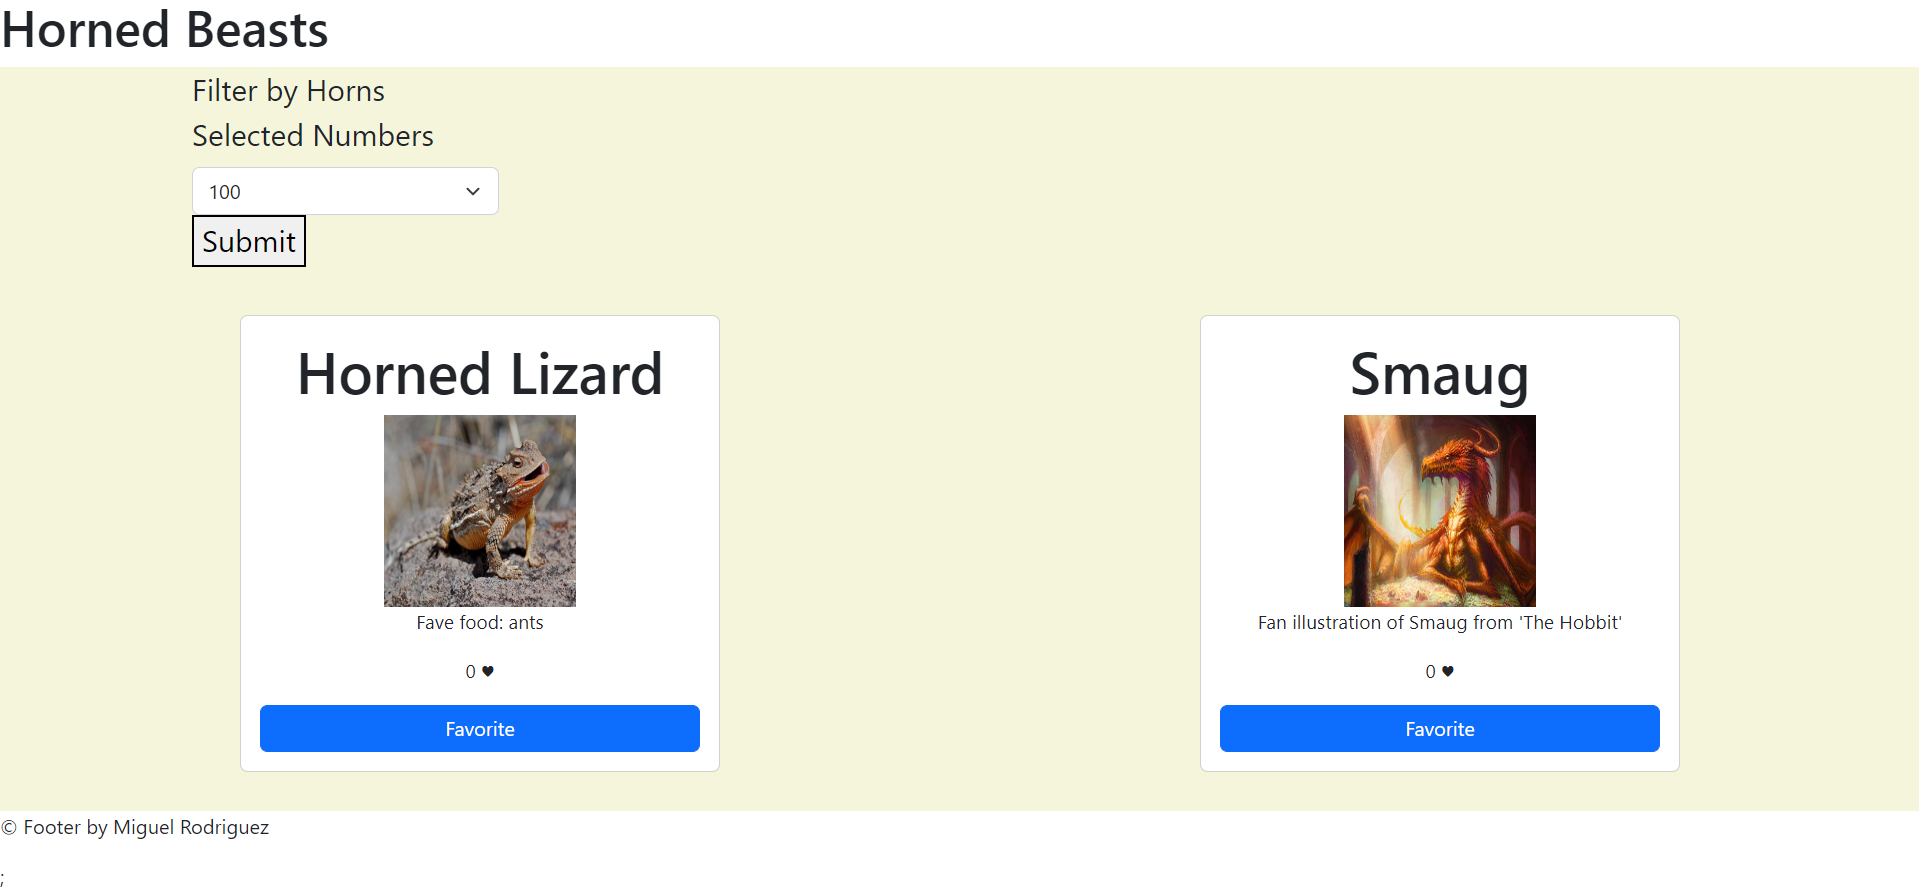 Horned Beasts
Filter by Horns
Selected Numbers
100
Submit
Horned Lizard
Fave food: ants
0 ♥
Favorite
Smaug
Fan illustration of Smaug from 'The Hobbit'
0 ♥
Favorite
© Footer by Miguel Rodriguez
;